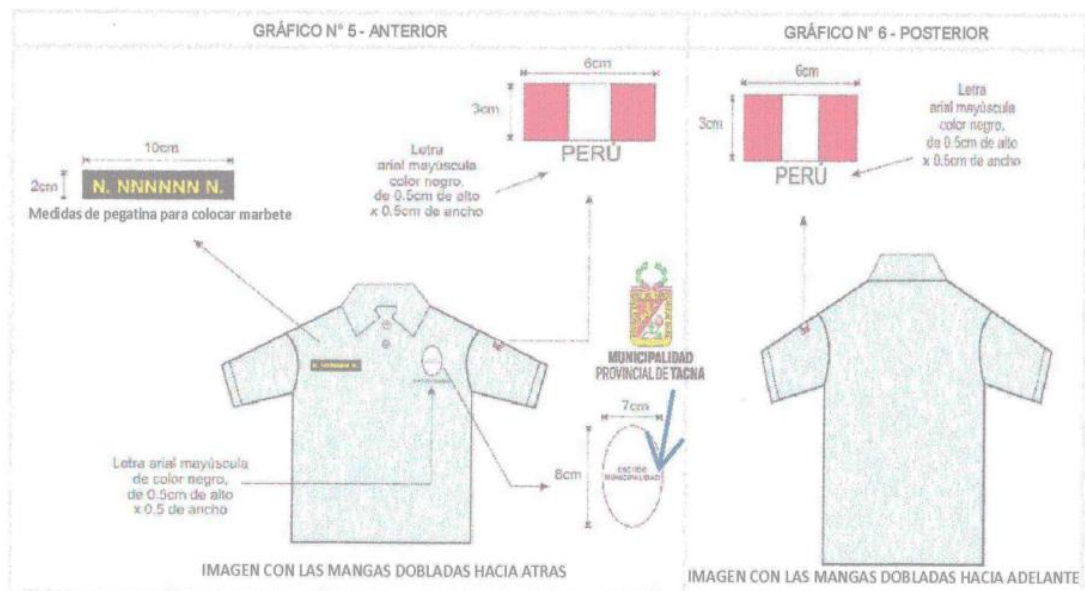 GRÁFICO N° 5 - ANTERIOR
6cm
3cm
PERÚ
Letra
arial mayúscula
color negro,
de 0.5cm de alto
x 0.5cm de ancho
10cm
2cm
N. NNNNNN N.
Medidas de pegatina para colocar marbete
N. NNNNNN N.
MUNICIPALIDAD
PROVINCIAL DE TACNA
7cm
8cm
ESCUDO
MUNICIPALIDAD
Letra arial mayúscula
de color negro,
de 0.5cm de alto
x 0.5 de ancho
IMAGEN CON LAS MANGAS DOBLADAS HACIA ATRAS
GRÁFICO N° 6 - POSTERIOR
6cm
3cm
PERÚ
Letra
arial mayúscula
color negro,
de 0.5cm de alto
x 0.5cm de ancho
IMAGEN CON LAS MANGAS DOBLADAS HACIA ADELANTE